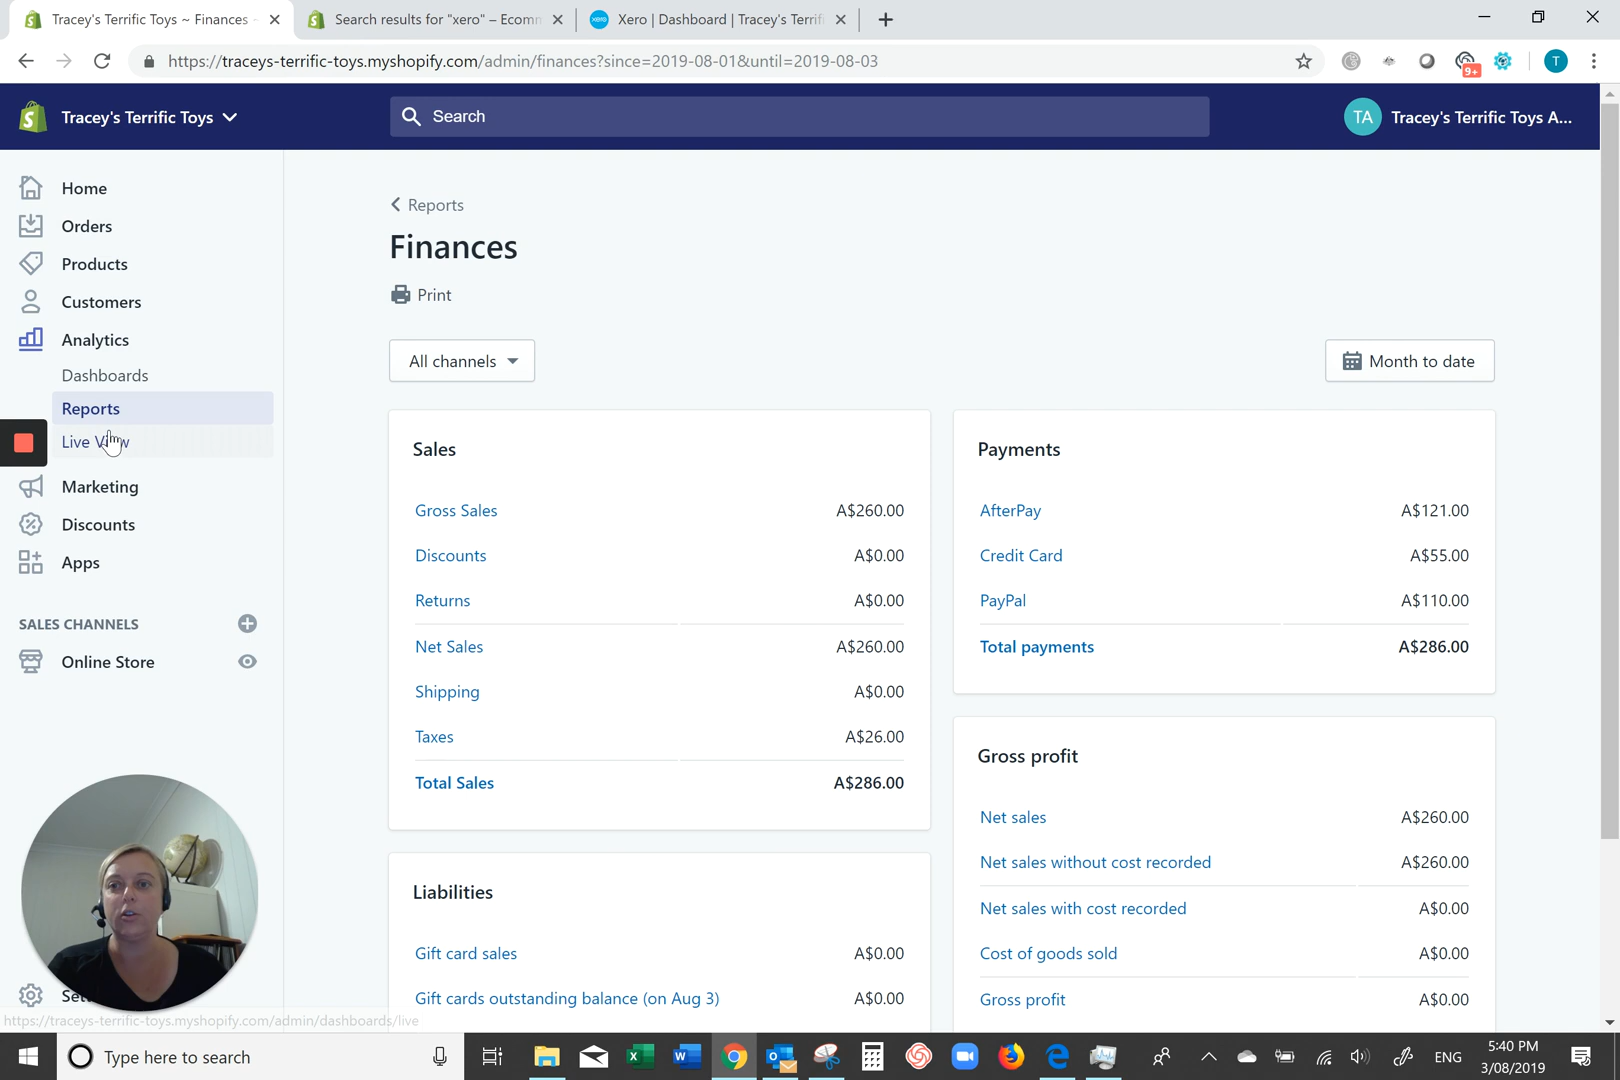 Tracey's Terrific Toys ~ Finances
Search results for "xero" – Ecom
Xero | Dashboard | Tracey's Terrif
https://traceys-terrific-toys.myshopify.com/admin/finances?since=2019-08-01&until=2019-08-03
9+
T
Tracey's Terrific Toys
Search
TA
Tracey's Terrific Toys A...
Home
Orders
Products
Customers
Analytics
Dashboards
Reports
Live View
Marketing
Discounts
Apps
SALES CHANNELS
Online Store
Reports
Finances
Print
All channels
Month to date
Sales
Gross Sales A$260.00
Discounts A$0.00
Returns A$0.00
Net Sales A$260.00
Shipping A$0.00
Taxes A$26.00
Total Sales A$286.00
Liabilities
Gift card sales A$0.00
Gift cards outstanding balance (on Aug 3) A$0.00
Payments
AfterPay A$121.00
Credit Card A$55.00
PayPal A$110.00
Total payments A$286.00
Gross profit
Net sales A$260.00
Net sales without cost recorded A$260.00
Net sales with cost recorded A$0.00
Cost of goods sold A$0.00
Gross profit A$0.00
https://traceys-terrific-toys.myshopify.com/admin/dashboards/live
Type here to search
ENG
5:40 PM
3/08/2019